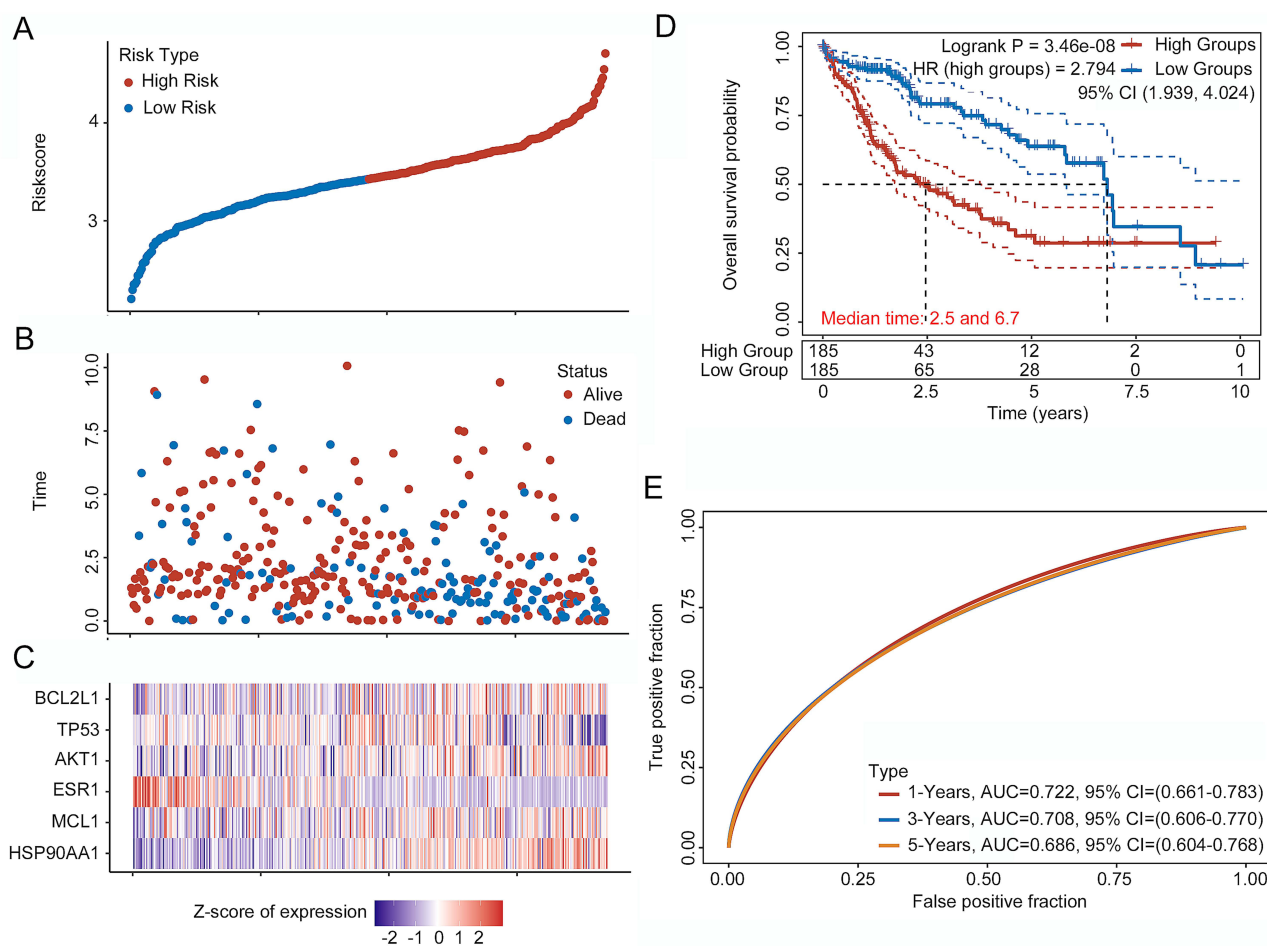 A
Risk Type
High Risk
Low Risk
4
3
Riskscore
B
Status
Alive
Dead
10.0
7.5
5.0
2.5
0.0
Time
C
BCL2L1
TP53
AKT1
ESR1
MCL1
HSP90AA1
Z-score of expression
-2 -1 0 1 2
D
Logrank P = 3.46e-08 High Groups
HR (high groups) = 2.794 Low Groups
95% CI (1.939, 4.024)
1.00
0.75
0.50
0.25
0.00
Overall survival probability
Median time: 2.5 and 6.7
High Group 185 43 12 2 0
Low Group 185 65 28 0 1
0 2.5 5 7.5 10
Time (years)
E
1.00
0.75
0.50
0.25
0.00
True positive fraction
Type
1-Years, AUC=0.722, 95% CI=(0.661-0.783)
3-Years, AUC=0.708, 95% CI=(0.606-0.770)
5-Years, AUC=0.686, 95% CI=(0.604-0.768)
0.00 0.25 0.50 0.75 1.00
False positive fraction